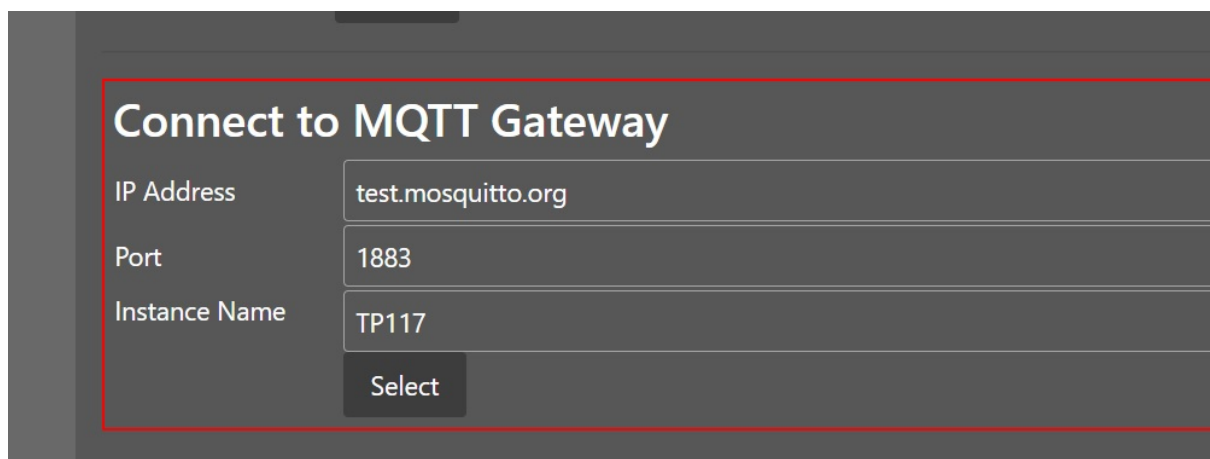 Connect to MQTT Gateway
IP Address test.mosquitto.org
Port 1883
Instance Name TP117
Select